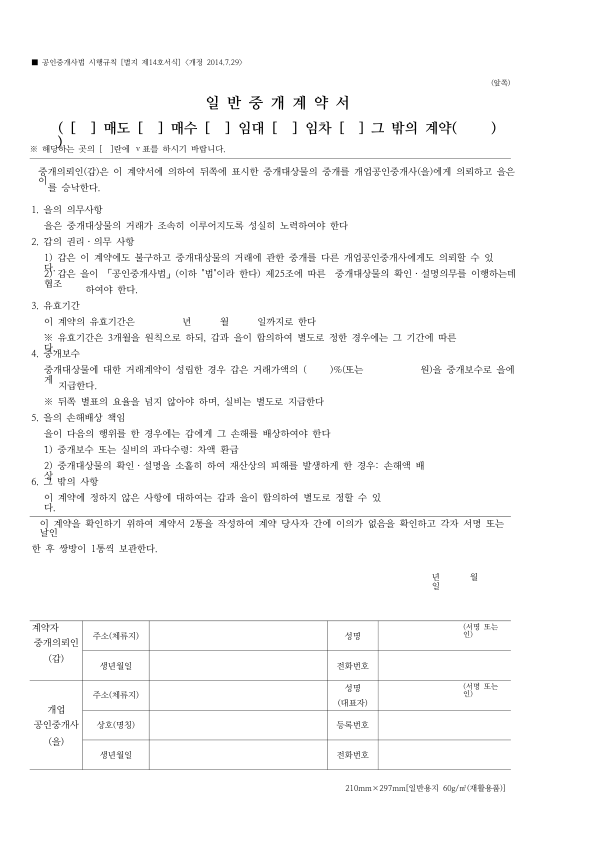 ■ 공인중개사법 시행규칙 [별지 제14호서식] <개정 2014.7.29>
(앞쪽)
일 반 중 개 계 약 서
( [  ] 매도 [  ] 매수 [  ] 임대 [  ] 임차 [  ] 그 밖의 계약(     )
)
※ 해당하는 곳의 [  ]란에 v표를 하시기 바랍니다.
중개의뢰인(갑)은 이 계약서에 의하여 뒤쪽에 표시한 중개대상물의 중개를 개업공인중개사(을)에게 의뢰하고 을은
이를 승낙한다.
1. 을의 의무사항
을은 중개대상물의 거래가 조속히 이루어지도록 성실히 노력하여야 한다
2. 갑의 권리ㆍ의무 사항
1) 갑은 이 계약에도 불구하고 중개대상물의 거래에 관한 중개를 다른 개업공인중개사에게도 의뢰할 수 있
다.
2) 갑은 을이 「공인중개사법」(이하 "법"이라 한다) 제25조에 따른  중개대상물의 확인ㆍ설명의무를 이행하는데
협조
하여야 한다.
3. 유효기간
이 계약의 유효기간은          년      월      일까지로 한다
※ 유효기간은 3개월을 원칙으로 하되, 갑과 을이 합의하여 별도로 정한 경우에는 그 기간에 따른
다.
4. 중개보수
중개대상물에 대한 거래계약이 성립한 경우 갑은 거래가액의 (     )%(또는            원)을 중개보수로 을에
게
지급한다.
※ 뒤쪽 별표의 요율을 넘지 않아야 하며, 실비는 별도로 지급한다
5. 을의 손해배상 책임
을이 다음의 행위를 한 경우에는 갑에게 그 손해를 배상하여야 한다
1) 중개보수 또는 실비의 과다수령: 차액 환급
2) 중개대상물의 확인ㆍ설명을 소홀히 하여 재산상의 피해를 발생하게 한 경우: 손해액 배
상
6. 그 밖의 사항
이 계약에 정하지 않은 사항에 대하여는 갑과 을이 합의하여 별도로 정할 수 있
다.
이 계약을 확인하기 위하여 계약서 2통을 작성하여 계약 당사자 간에 이의가 없음을 확인하고 각자 서명 또는
날인
한 후 쌍방이 1통씩 보관한다.
년      월
일
계약자
중개의뢰인
(갑)
주소(체류지)
성명
(서명 또는
인)
생년월일
전화번호
개업
공인중개사
(을)
주소(체류지)
성명
(대표자)
(서명 또는
인)
상호(명칭)
등록번호
생년월일
전화번호
210mm×297mm[일반용지 60g/㎡(재활용품)]